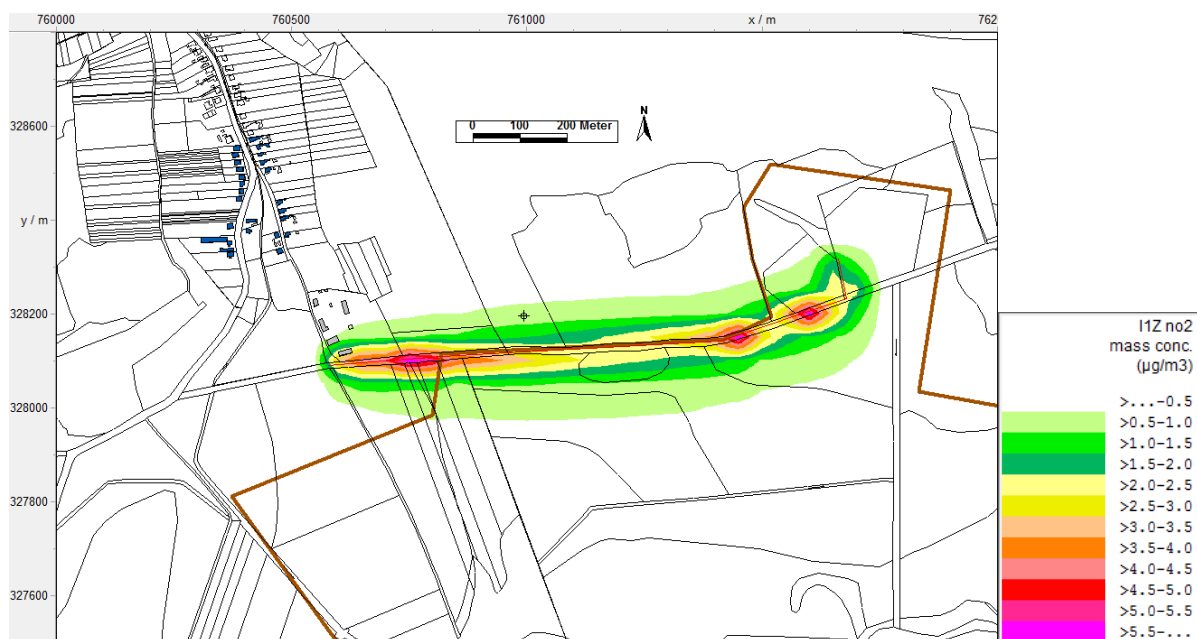 760000 760500 761000 x / m 762
328600
N
0 100 200 Meter
y / m
328200
328000
327800
327600
I1Z no2
mass conc.
(µg/m3)
>...-0.5
>0.5-1.0
>1.0-1.5
>1.5-2.0
>2.0-2.5
>2.5-3.0
>3.0-3.5
>3.5-4.0
>4.0-4.5
>4.5-5.0
>5.0-5.5
>5.5-...